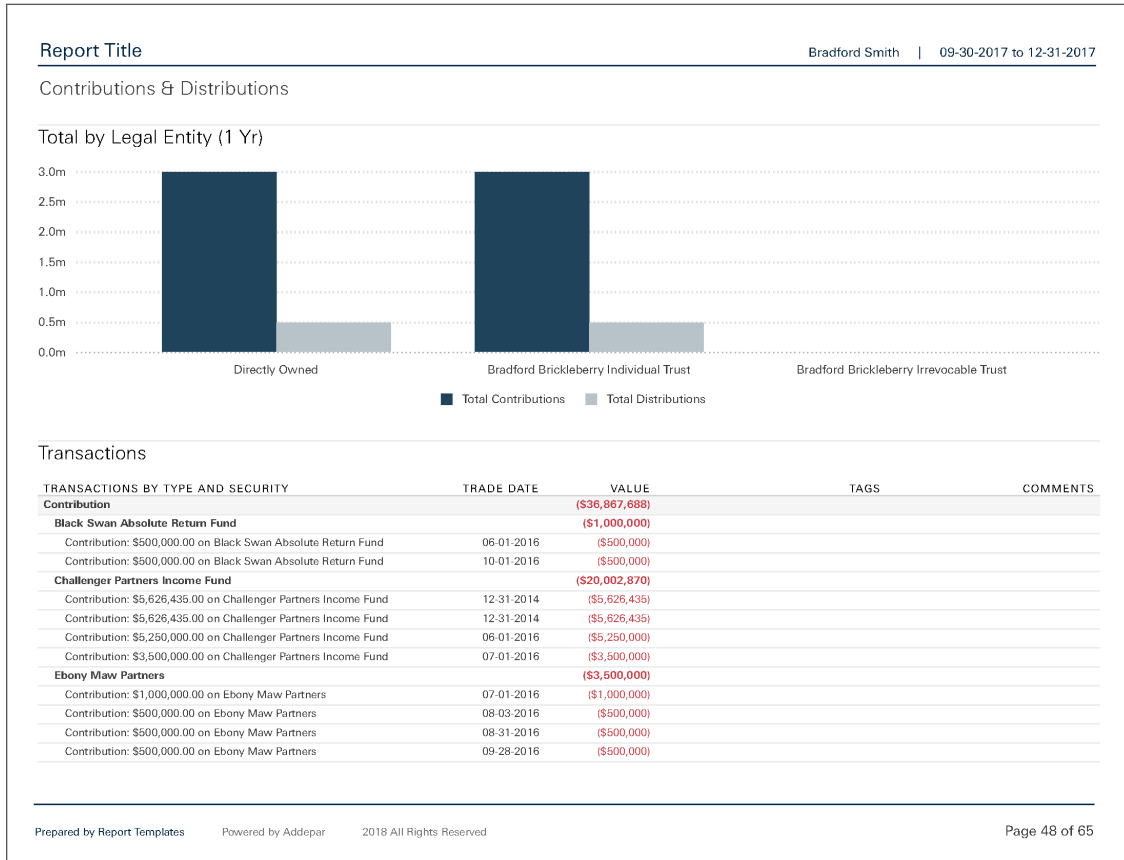 Report Title Bradford Smith | 09-30-2017 to 12-31-2017
Contributions & Distributions
Total by Legal Entity (1 Yr)
3.0m
2.5m
2.0m
1.5m
1.0m
0.5m
0.0m
Directly Owned Bradford Brickleberry Individual Trust Bradford Brickleberry Irrevocable Trust
Total Contributions Total Distributions
Transactions
TRANSACTIONS BY TYPE AND SECURITY TRADE DATE VALUE TAGS COMMENTS
Contribution ($36,867,688)
Black Swan Absolute Return Fund ($1,000,000)
Contribution: $500,000.00 on Black Swan Absolute Return Fund 06-01-2016 ($500,000)
Contribution: $500,000.00 on Black Swan Absolute Return Fund 10-01-2016 ($500,000)
Challenger Partners Income Fund ($20,002,870)
Contribution: $5,626,435.00 on Challenger Partners Income Fund 12-31-2014 ($5,626,435)
Contribution: $5,626,435.00 on Challenger Partners Income Fund 12-31-2014 ($5,626,435)
Contribution: $5,250,000.00 on Challenger Partners Income Fund 06-01-2016 ($5,250,000)
Contribution: $3,500,000.00 on Challenger Partners Income Fund 07-01-2016 ($3,500,000)
Ebony Maw Partners ($3,500,000)
Contribution: $1,000,000.00 on Ebony Maw Partners 07-01-2016 ($1,000,000)
Contribution: $500,000.00 on Ebony Maw Partners 08-03-2016 ($500,000)
Contribution: $500,000.00 on Ebony Maw Partners 08-31-2016 ($500,000)
Contribution: $500,000.00 on Ebony Maw Partners 09-28-2016 ($500,000)
Prepared by Report Templates Powered by Addepar 2018 All Rights Reserved Page 48 of 65